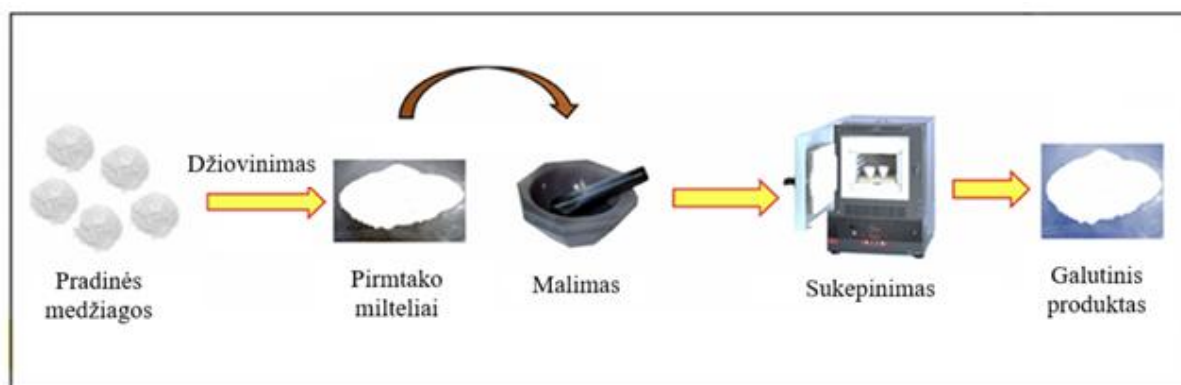 Džiovinimas
Pradinės
medžiagos
Pirmtako
milteliai
Malimas
Sukepinimas
Galutinis
produktas